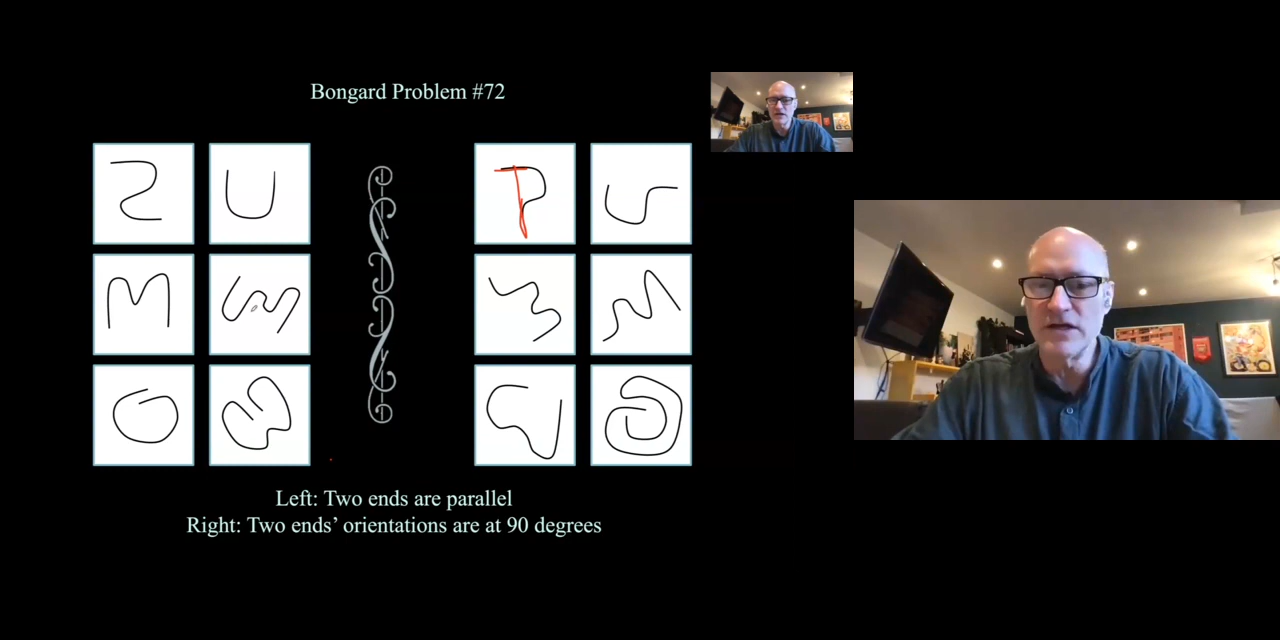 Bongard Problem #72
Left: Two ends are parallel
Right: Two ends' orientations are at 90 degrees